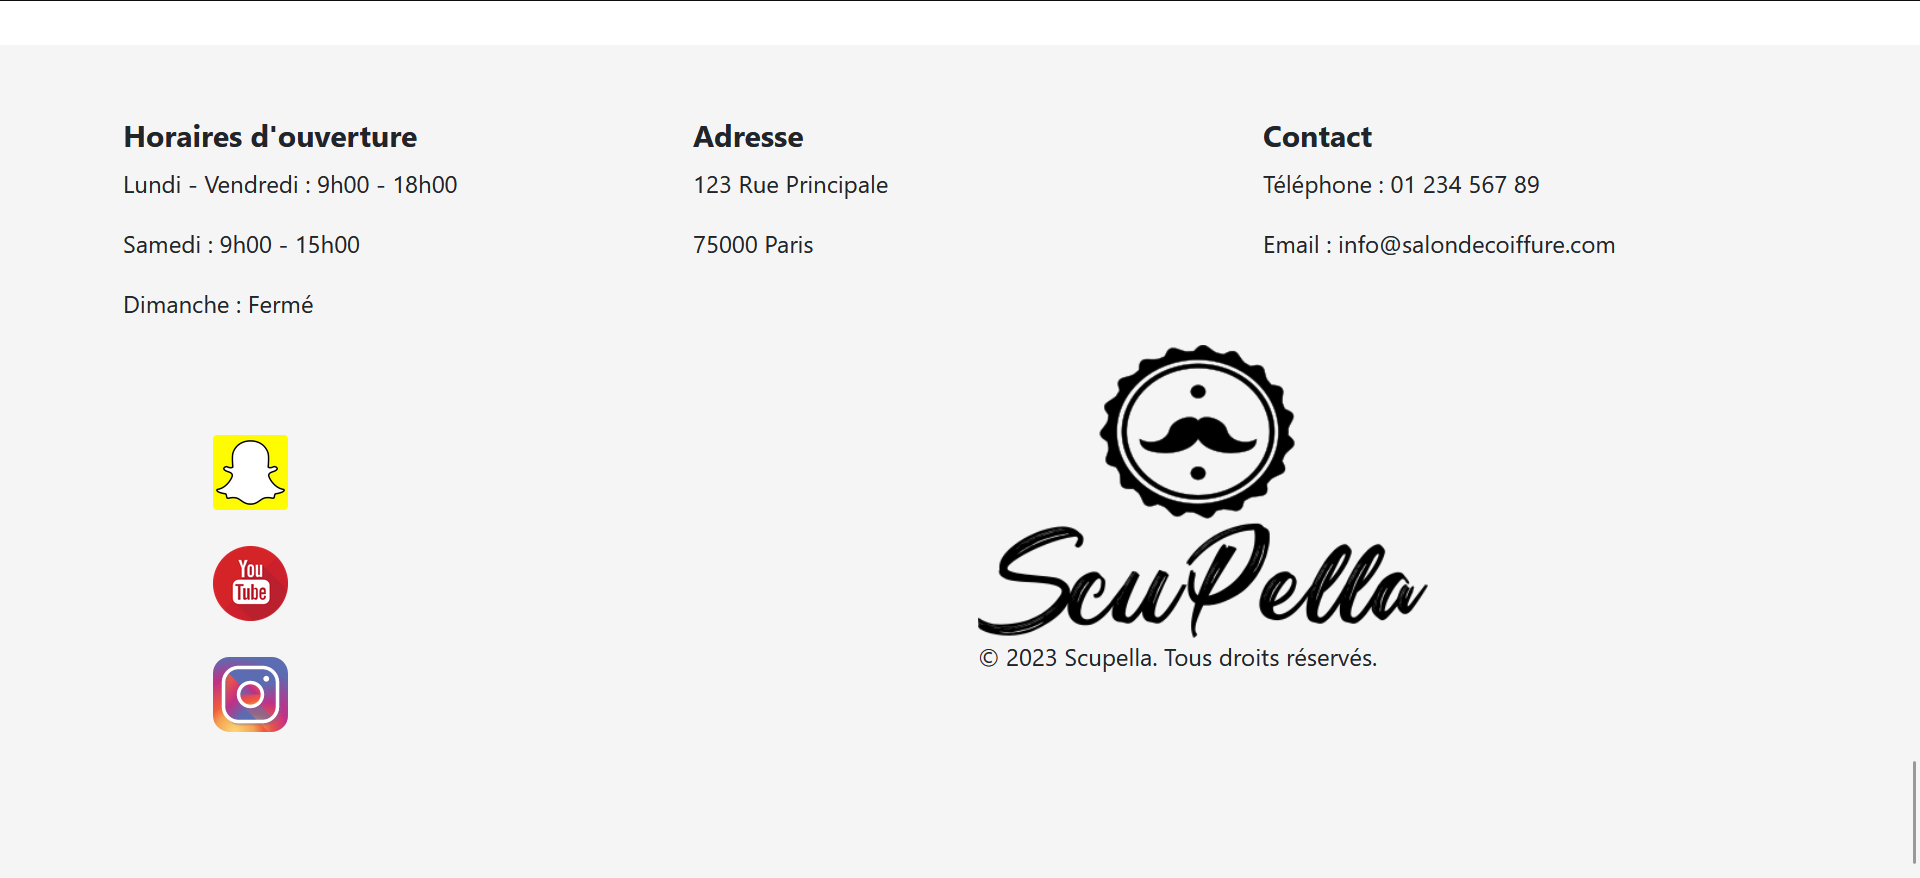 Horaires d'ouverture
Lundi - Vendredi : 9h00 - 18h00
Samedi : 9h00 - 15h00
Dimanche : Fermé
Adresse
123 Rue Principale
75000 Paris
Contact
Téléphone : 01 234 567 89
Email : info@salondecoiffure.com
You
Tube
ScuPella
© 2023 Scupella. Tous droits réservés.